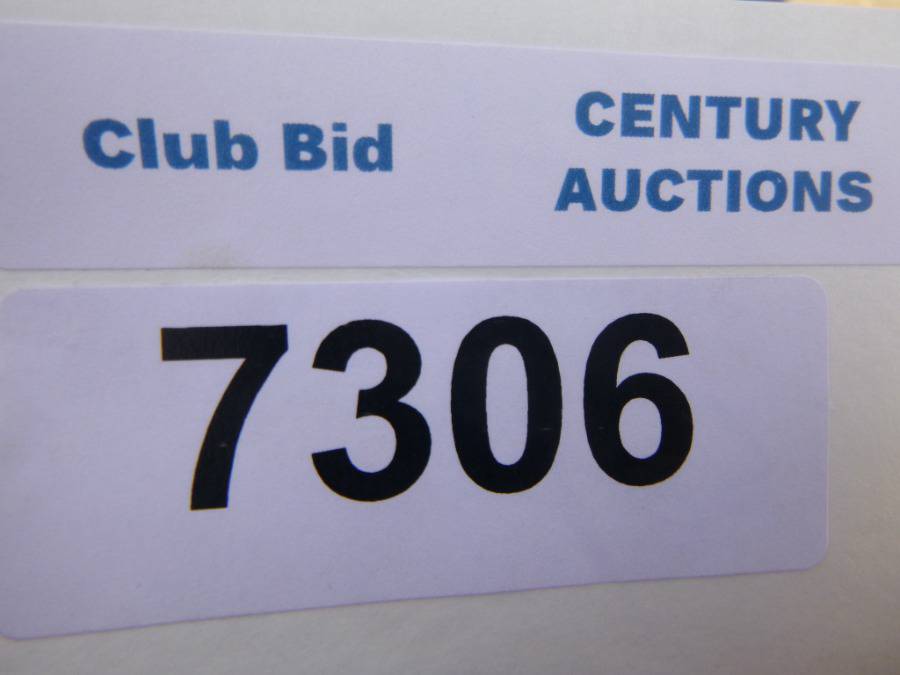 Club Bid
CENTURY
AUCTIONS
7306